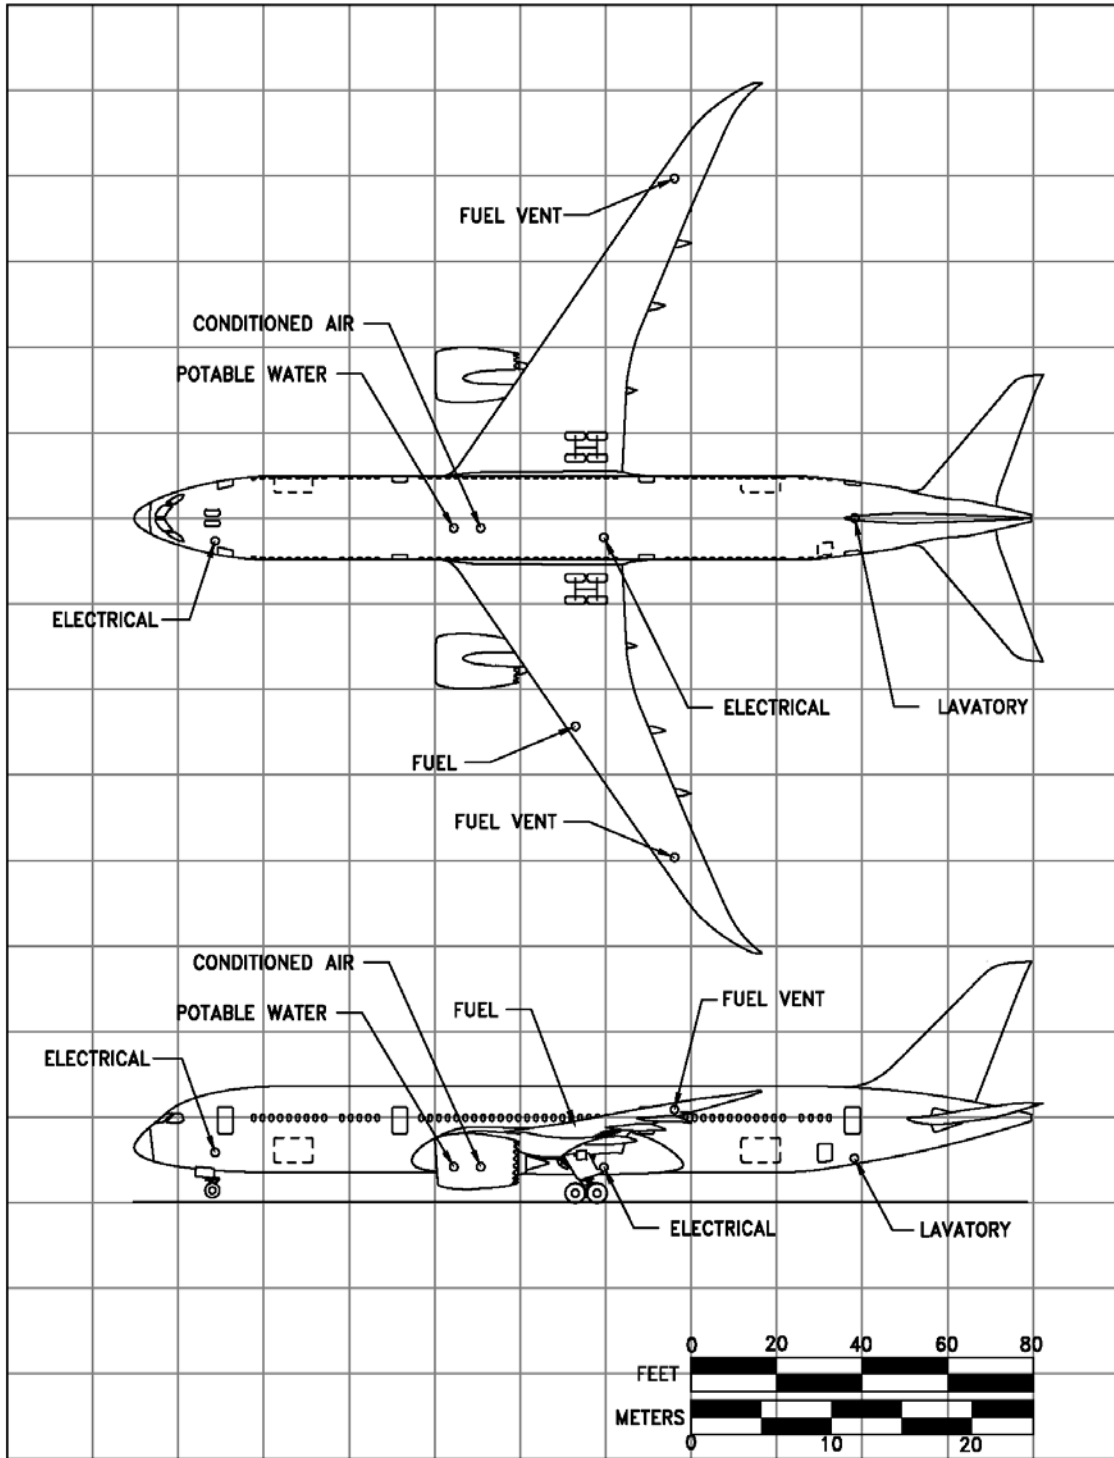 FUEL VENT
CONDITIONED AIR
POTABLE WATER
ELECTRICAL
ELECTRICAL
LAVATORY
FUEL
FUEL VENT
CONDITIONED AIR
FUEL VENT
POTABLE WATER
FUEL
ELECTRICAL
ELECTRICAL
LAVATORY
0 20 40 60 80
FEET
METERS
0 10 20